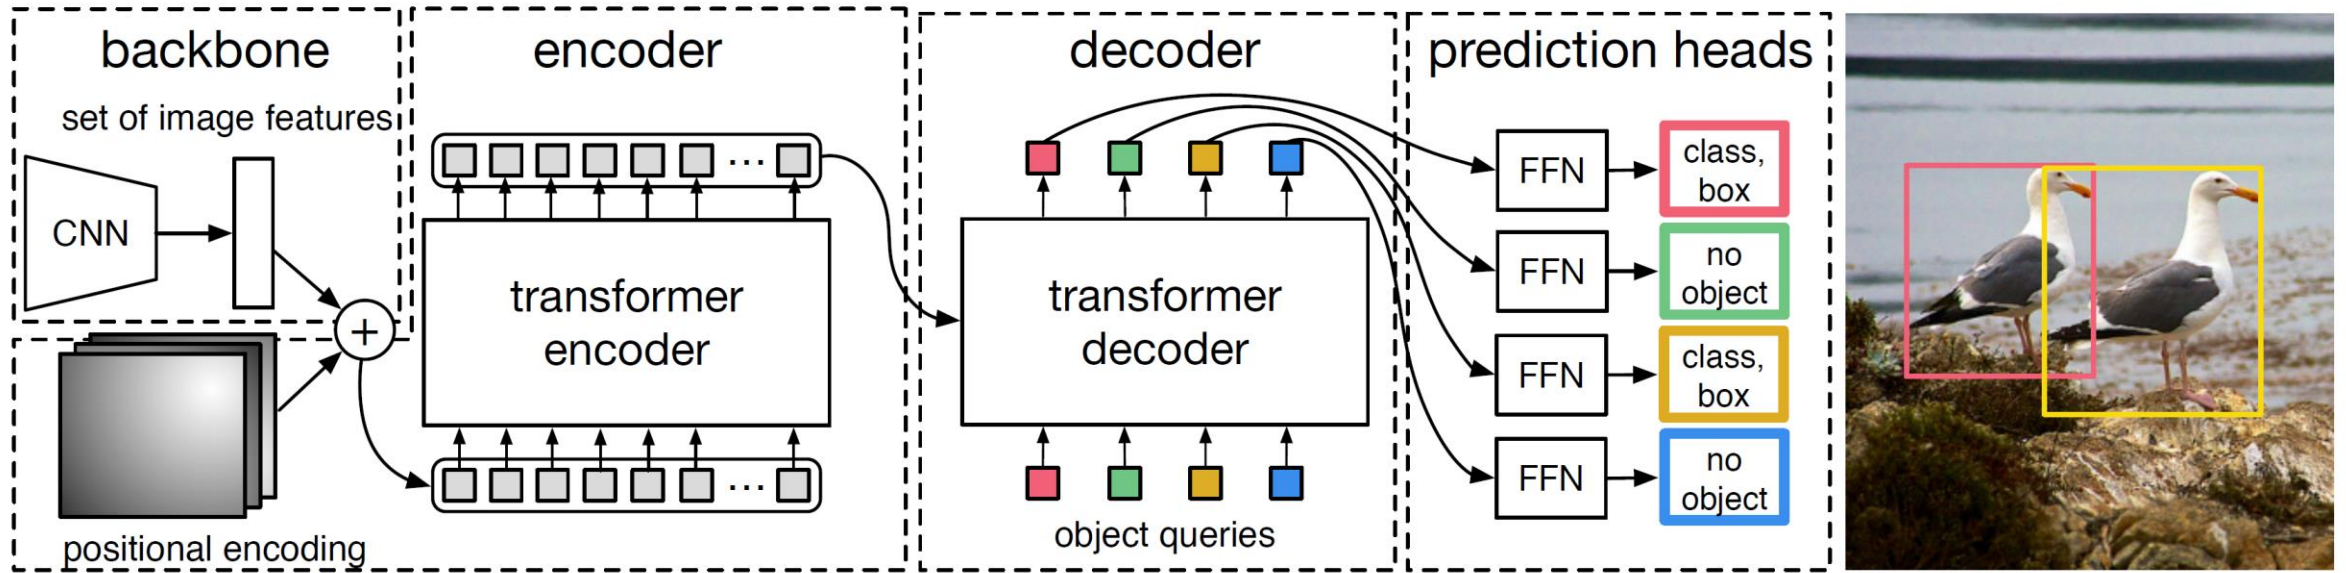 backbone
set of image features
CNN
+
positional encoding
encoder
...
transformer
encoder
...
decoder
transformer
decoder
object queries
prediction heads
FFN
class,
box
FFN
no
object
FFN
class,
box
FFN
no
object